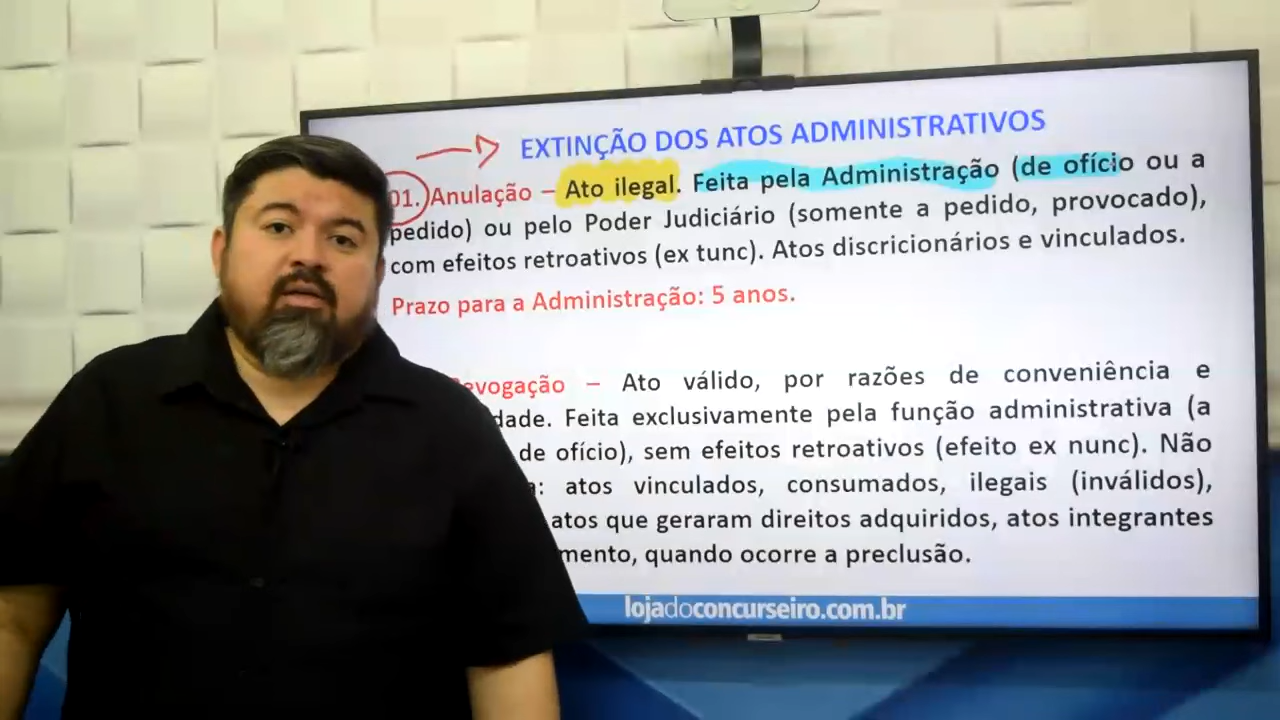 EXTINÇÃO DOS ATOS ADMINISTRATIVOS
01. Anulação – Ato ilegal. Feita pela Administração (de ofício ou a
pedido) ou pelo Poder Judiciário (somente a pedido, provocado),
com efeitos retroativos (ex tunc). Atos discricionários e vinculados.
Prazo para a Administração: 5 anos.
evogação – Ato válido, por razões de conveniência e
dade. Feita exclusivamente pela função administrativa (a
de ofício), sem efeitos retroativos (efeito ex nunc). Não
: atos vinculados, consumados, ilegais (inválidos),
atos que geraram direitos adquiridos, atos integrantes
mento, quando ocorre a preclusão.
lojadoconcurseiro.com.br